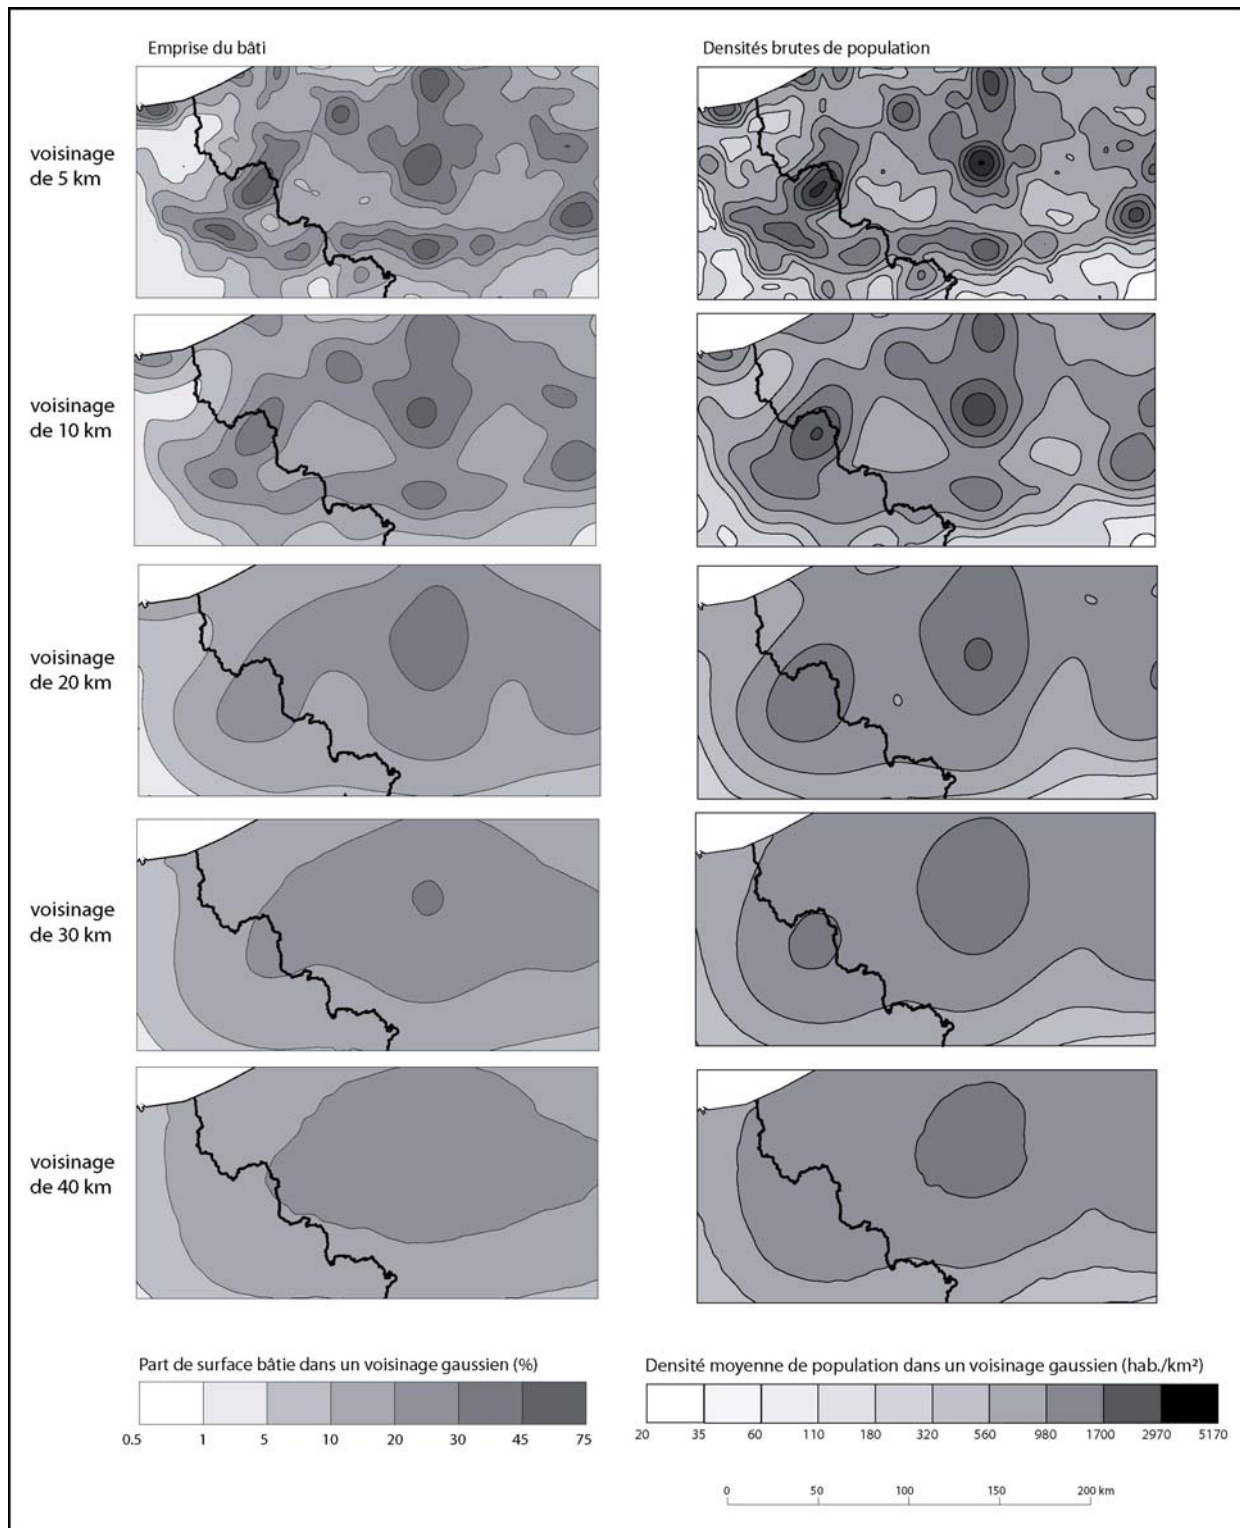 Emprise du bâti
Densités brutes de population
voisinage
de 5 km
voisinage
de 10 km
voisinage
de 20 km
voisinage
de 30 km
voisinage
de 40 km
Part de surface bâtie dans un voisinage gaussien (%)
0.5 1 5 10 20 30 45 75
Densité moyenne de population dans un voisinage gaussien (hab./km²)
20 35 60 110 180 320 560 980 1700 2970 5170
0 50 100 150 200 km